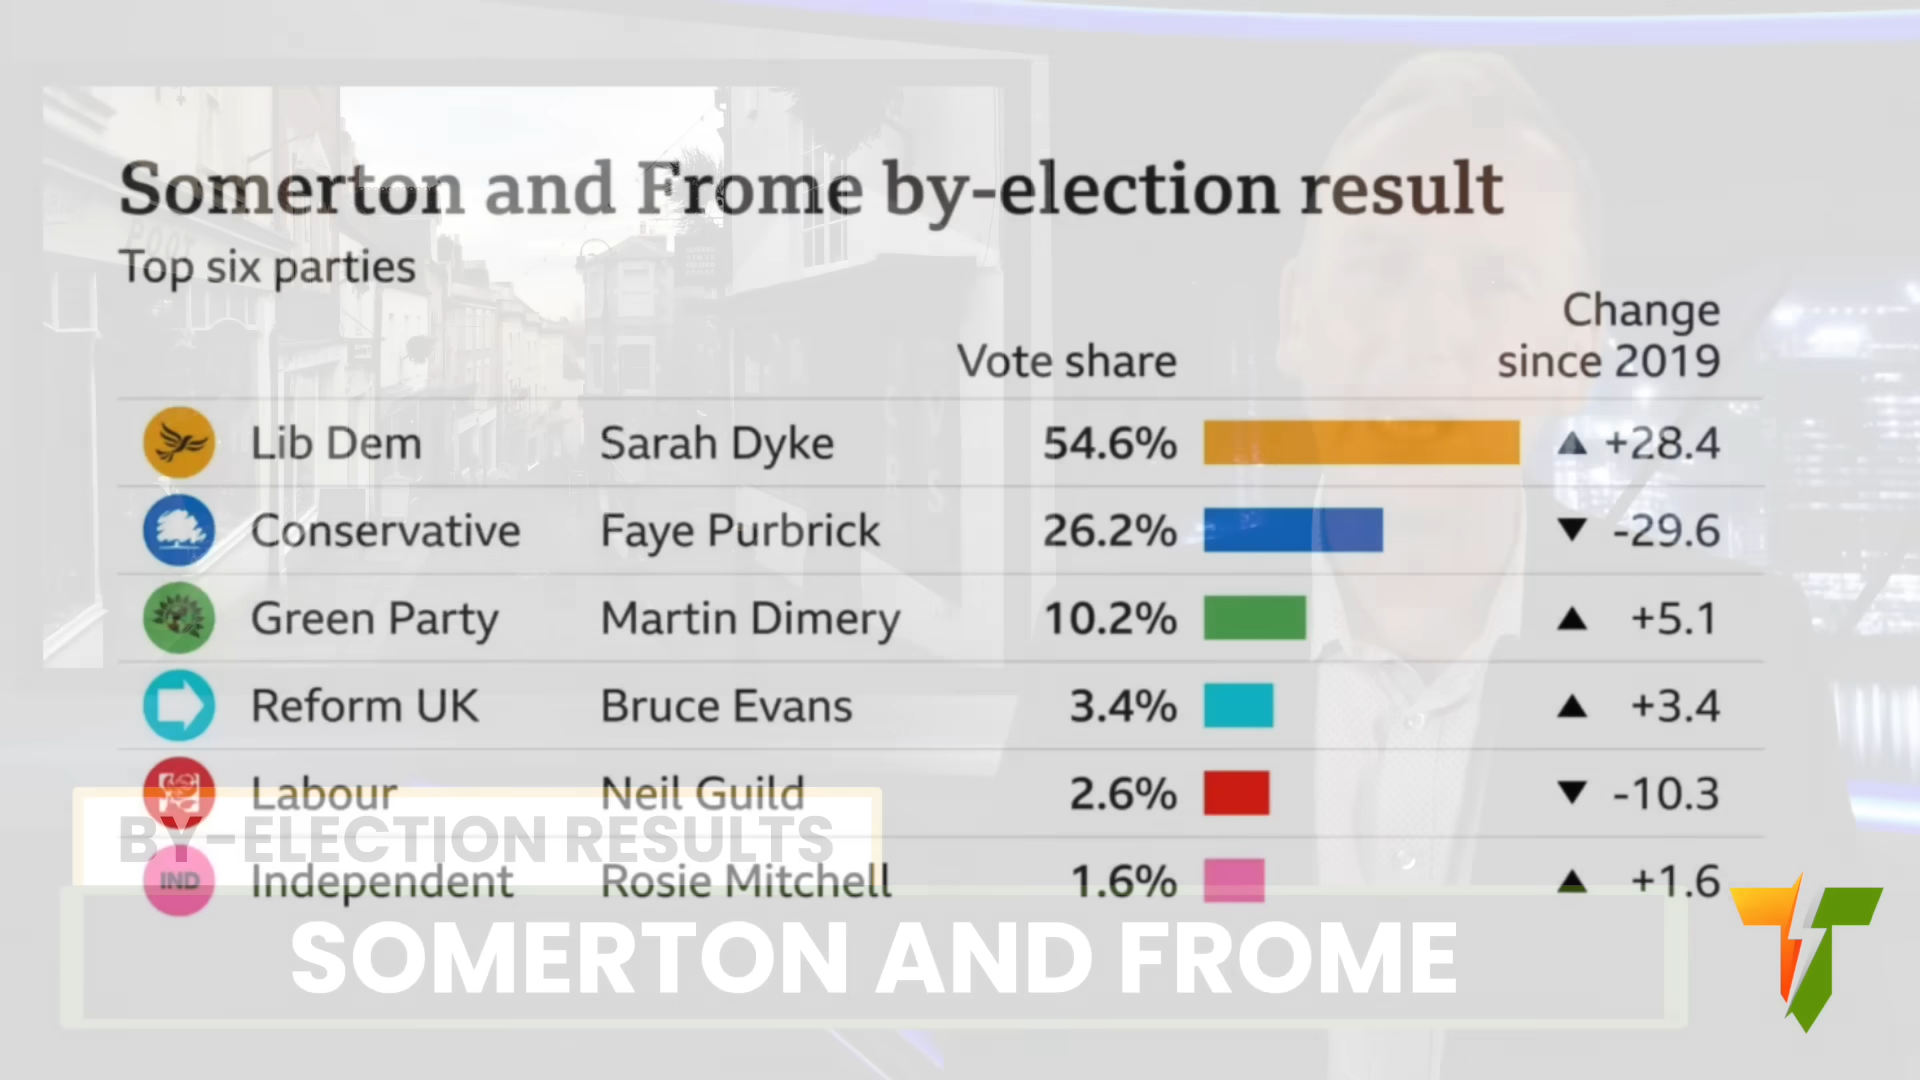 Somerton and Frome by-election result
Top six parties
Vote share Change since 2019
Lib Dem Sarah Dyke 54.6% ▲ +28.4
Conservative Faye Purbrick 26.2% ▼ -29.6
Green Party Martin Dimery 10.2% ▲ +5.1
Reform UK Bruce Evans 3.4% ▲ +3.4
Labour Neil Guild 2.6% ▼ -10.3
BY-ELECTION RESULTS
IND Independent Rosie Mitchell 1.6% ▲ +1.6
SOMERTON AND FROME